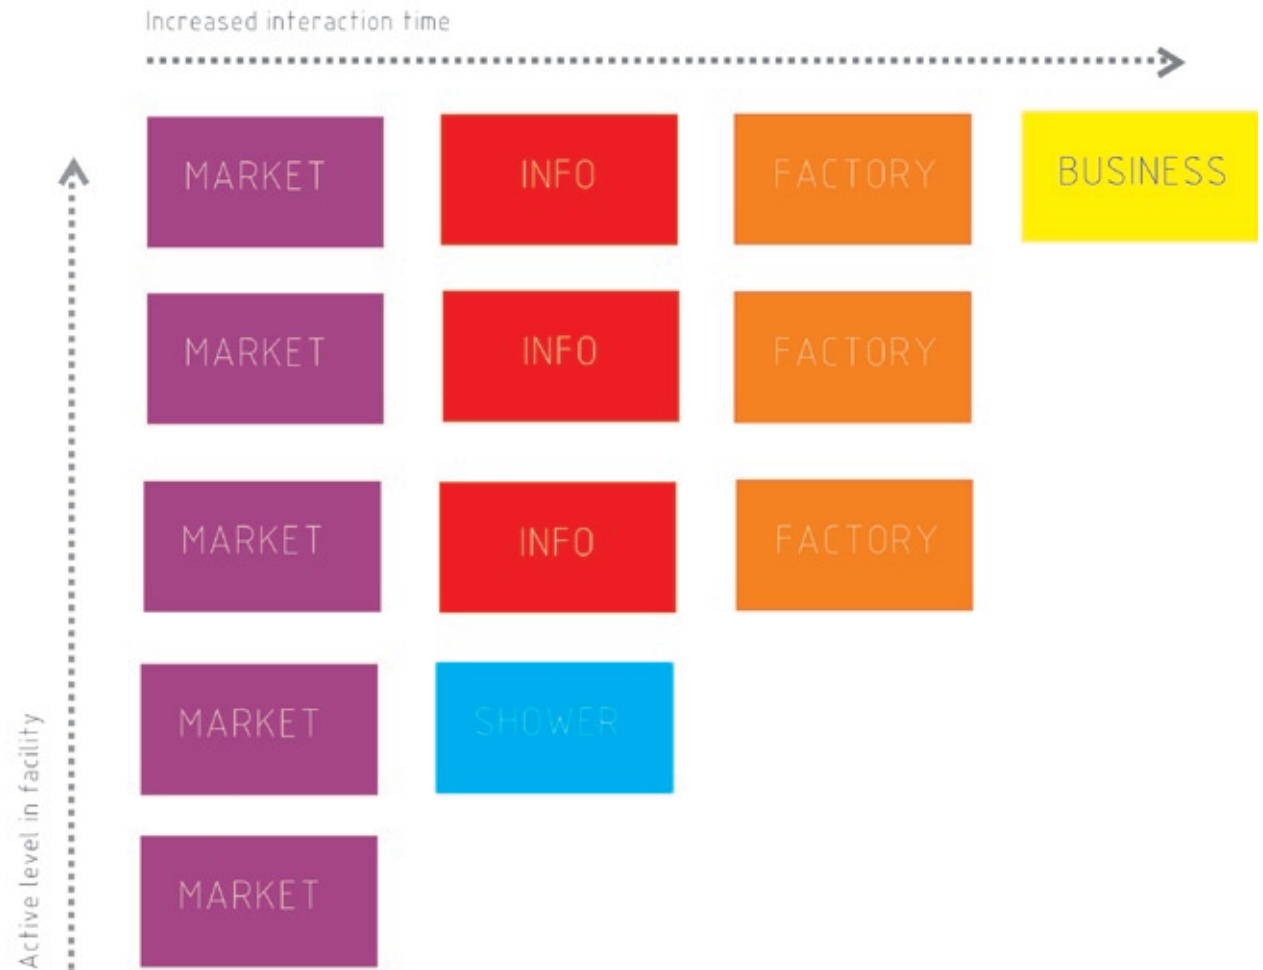 Increased interaction time
MARKET
INFO
FACTORY
BUSINESS
MARKET
INFO
FACTORY
MARKET
INFO
FACTORY
MARKET
SHOWER
MARKET
Active level in facility